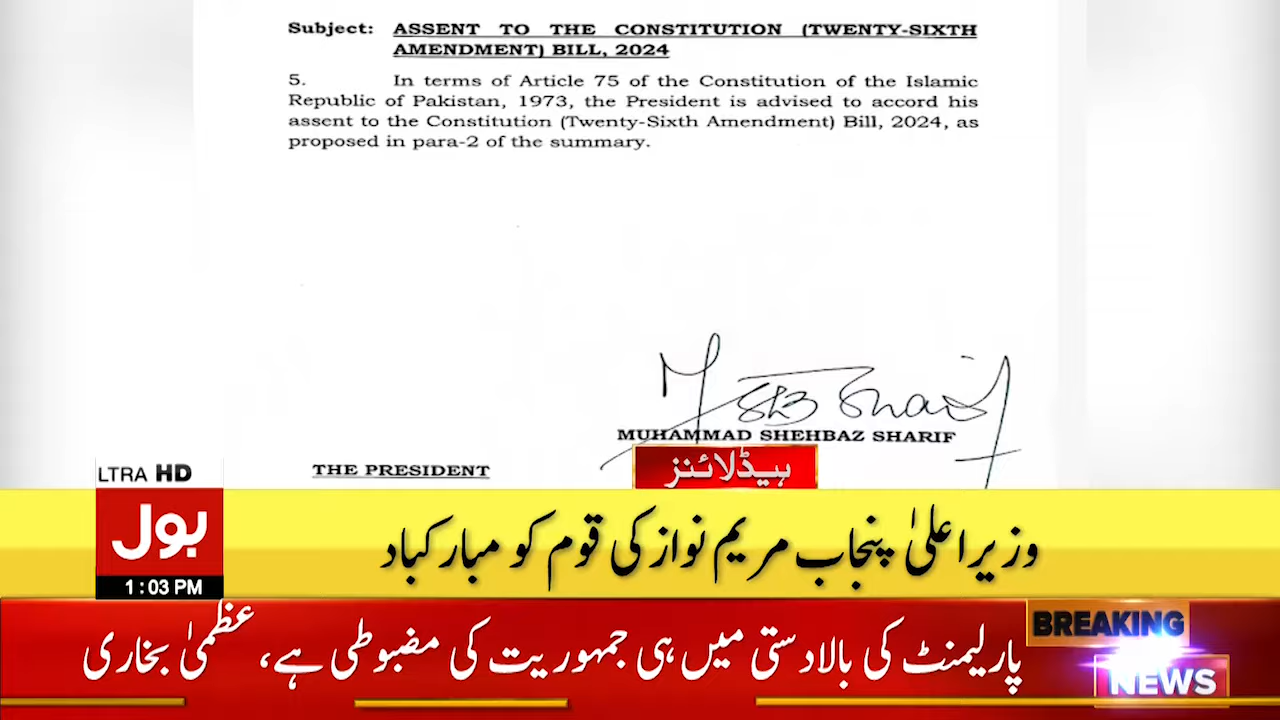 Subject: ASSENT TO THE CONSTITUTION (TWENTY-SIXTH
AMENDMENT) BILL, 2024
5. In terms of Article 75 of the Constitution of the Islamic
Republic of Pakistan, 1973, the President is advised to accord his
assent to the Constitution (Twenty-Sixth Amendment) Bill, 2024, as
proposed in para-2 of the summary.
MUHAMMAD SHEHBAZ SHARIF
THE PRESIDENT
ہیڈلائنز
LTRA HD
بول
1:03 PM
وزیراعلیٰ پنجاب مریم نواز کی قوم کو مبارکباد
پارلیمنٹ کی بالادستی میں ہی جمہوریت کی مضبوطی ہے، عظمیٰ بخاری
BREAKING
NEWS